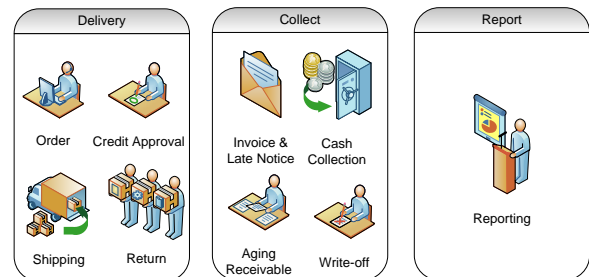 Delivery
Order
Credit Approval
Shipping
Return
Collect
Invoice &
Late Notice
Cash
Collection
Aging
Receivable
Write-off
Report
Reporting